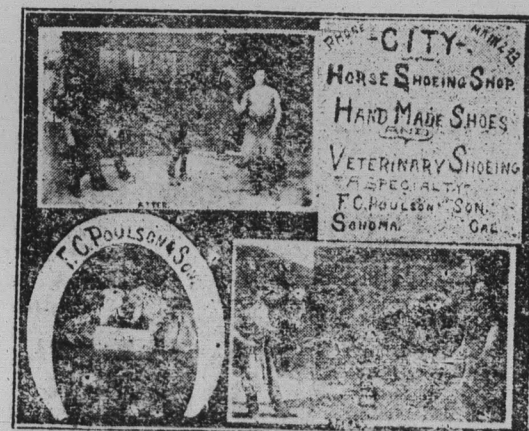 PHONE MAIN
CITY
HORSE SHOEING SHOP.
HAND MADE SHOES
AND
VETERINARY SHOEING
A SPECIALTY
F.C. POULSON & SON.
SONOMA. CAL
AFTER
F.C. POULSON & SON